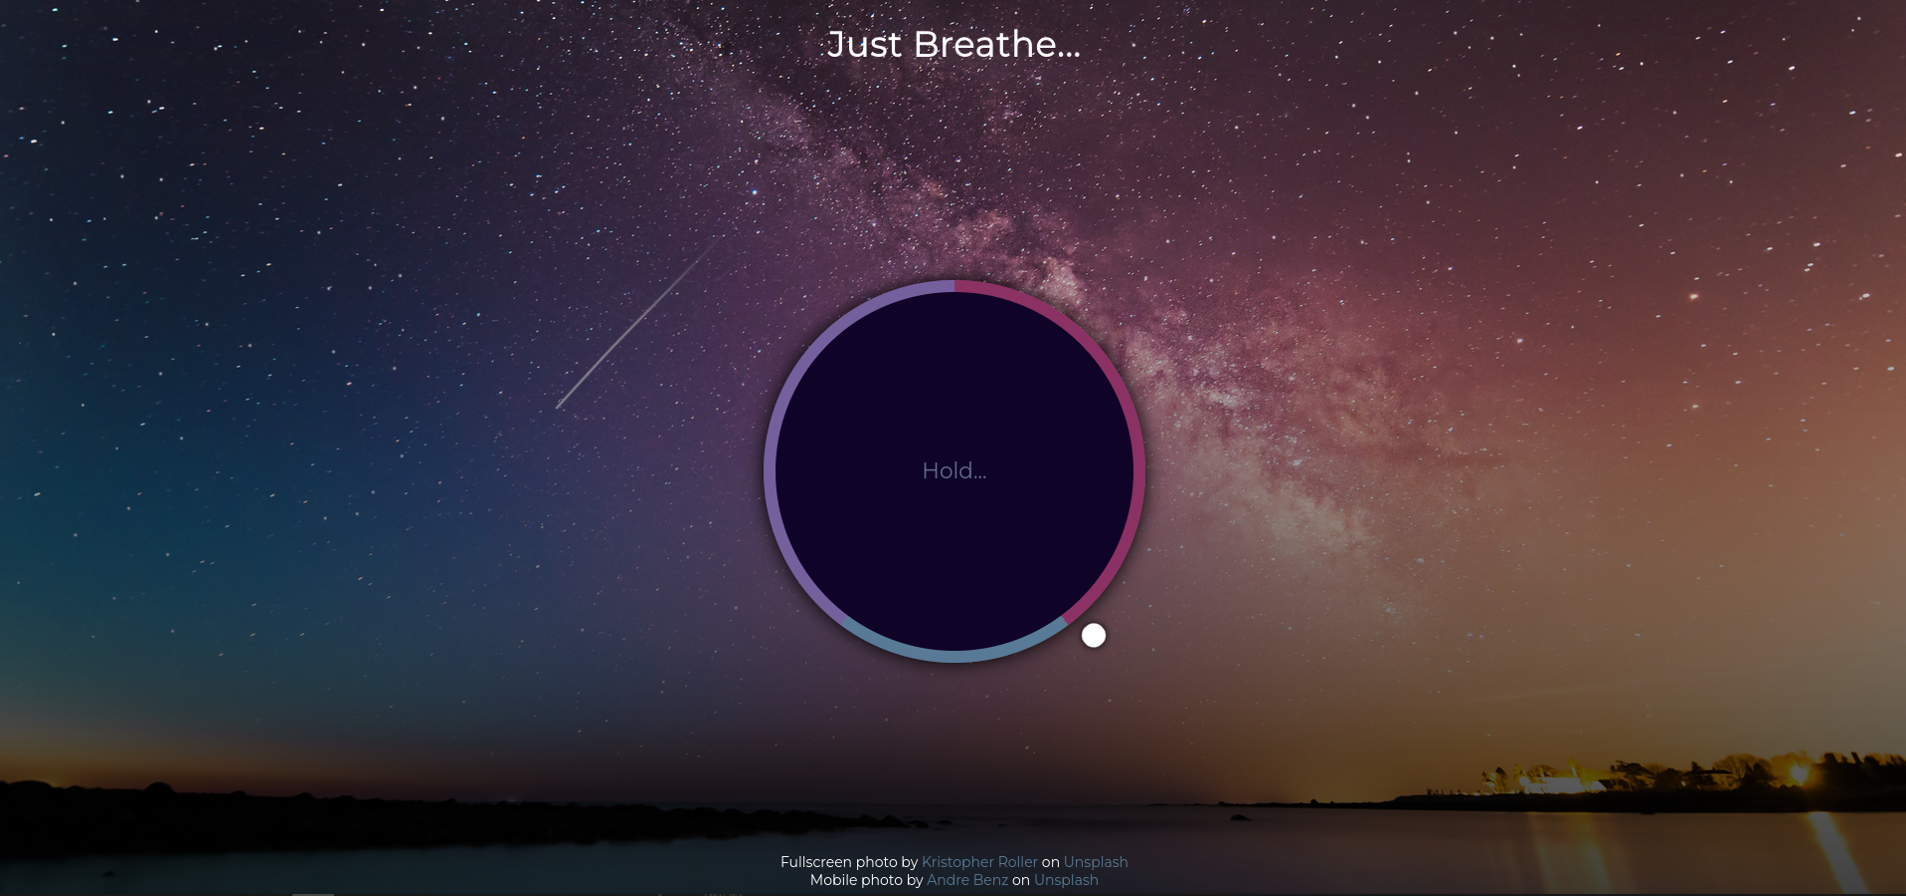 Just Breathe...
Hold...
Fullscreen photo by Kristopher Roller on Unsplash
Mobile photo by Andre Benz on Unsplash